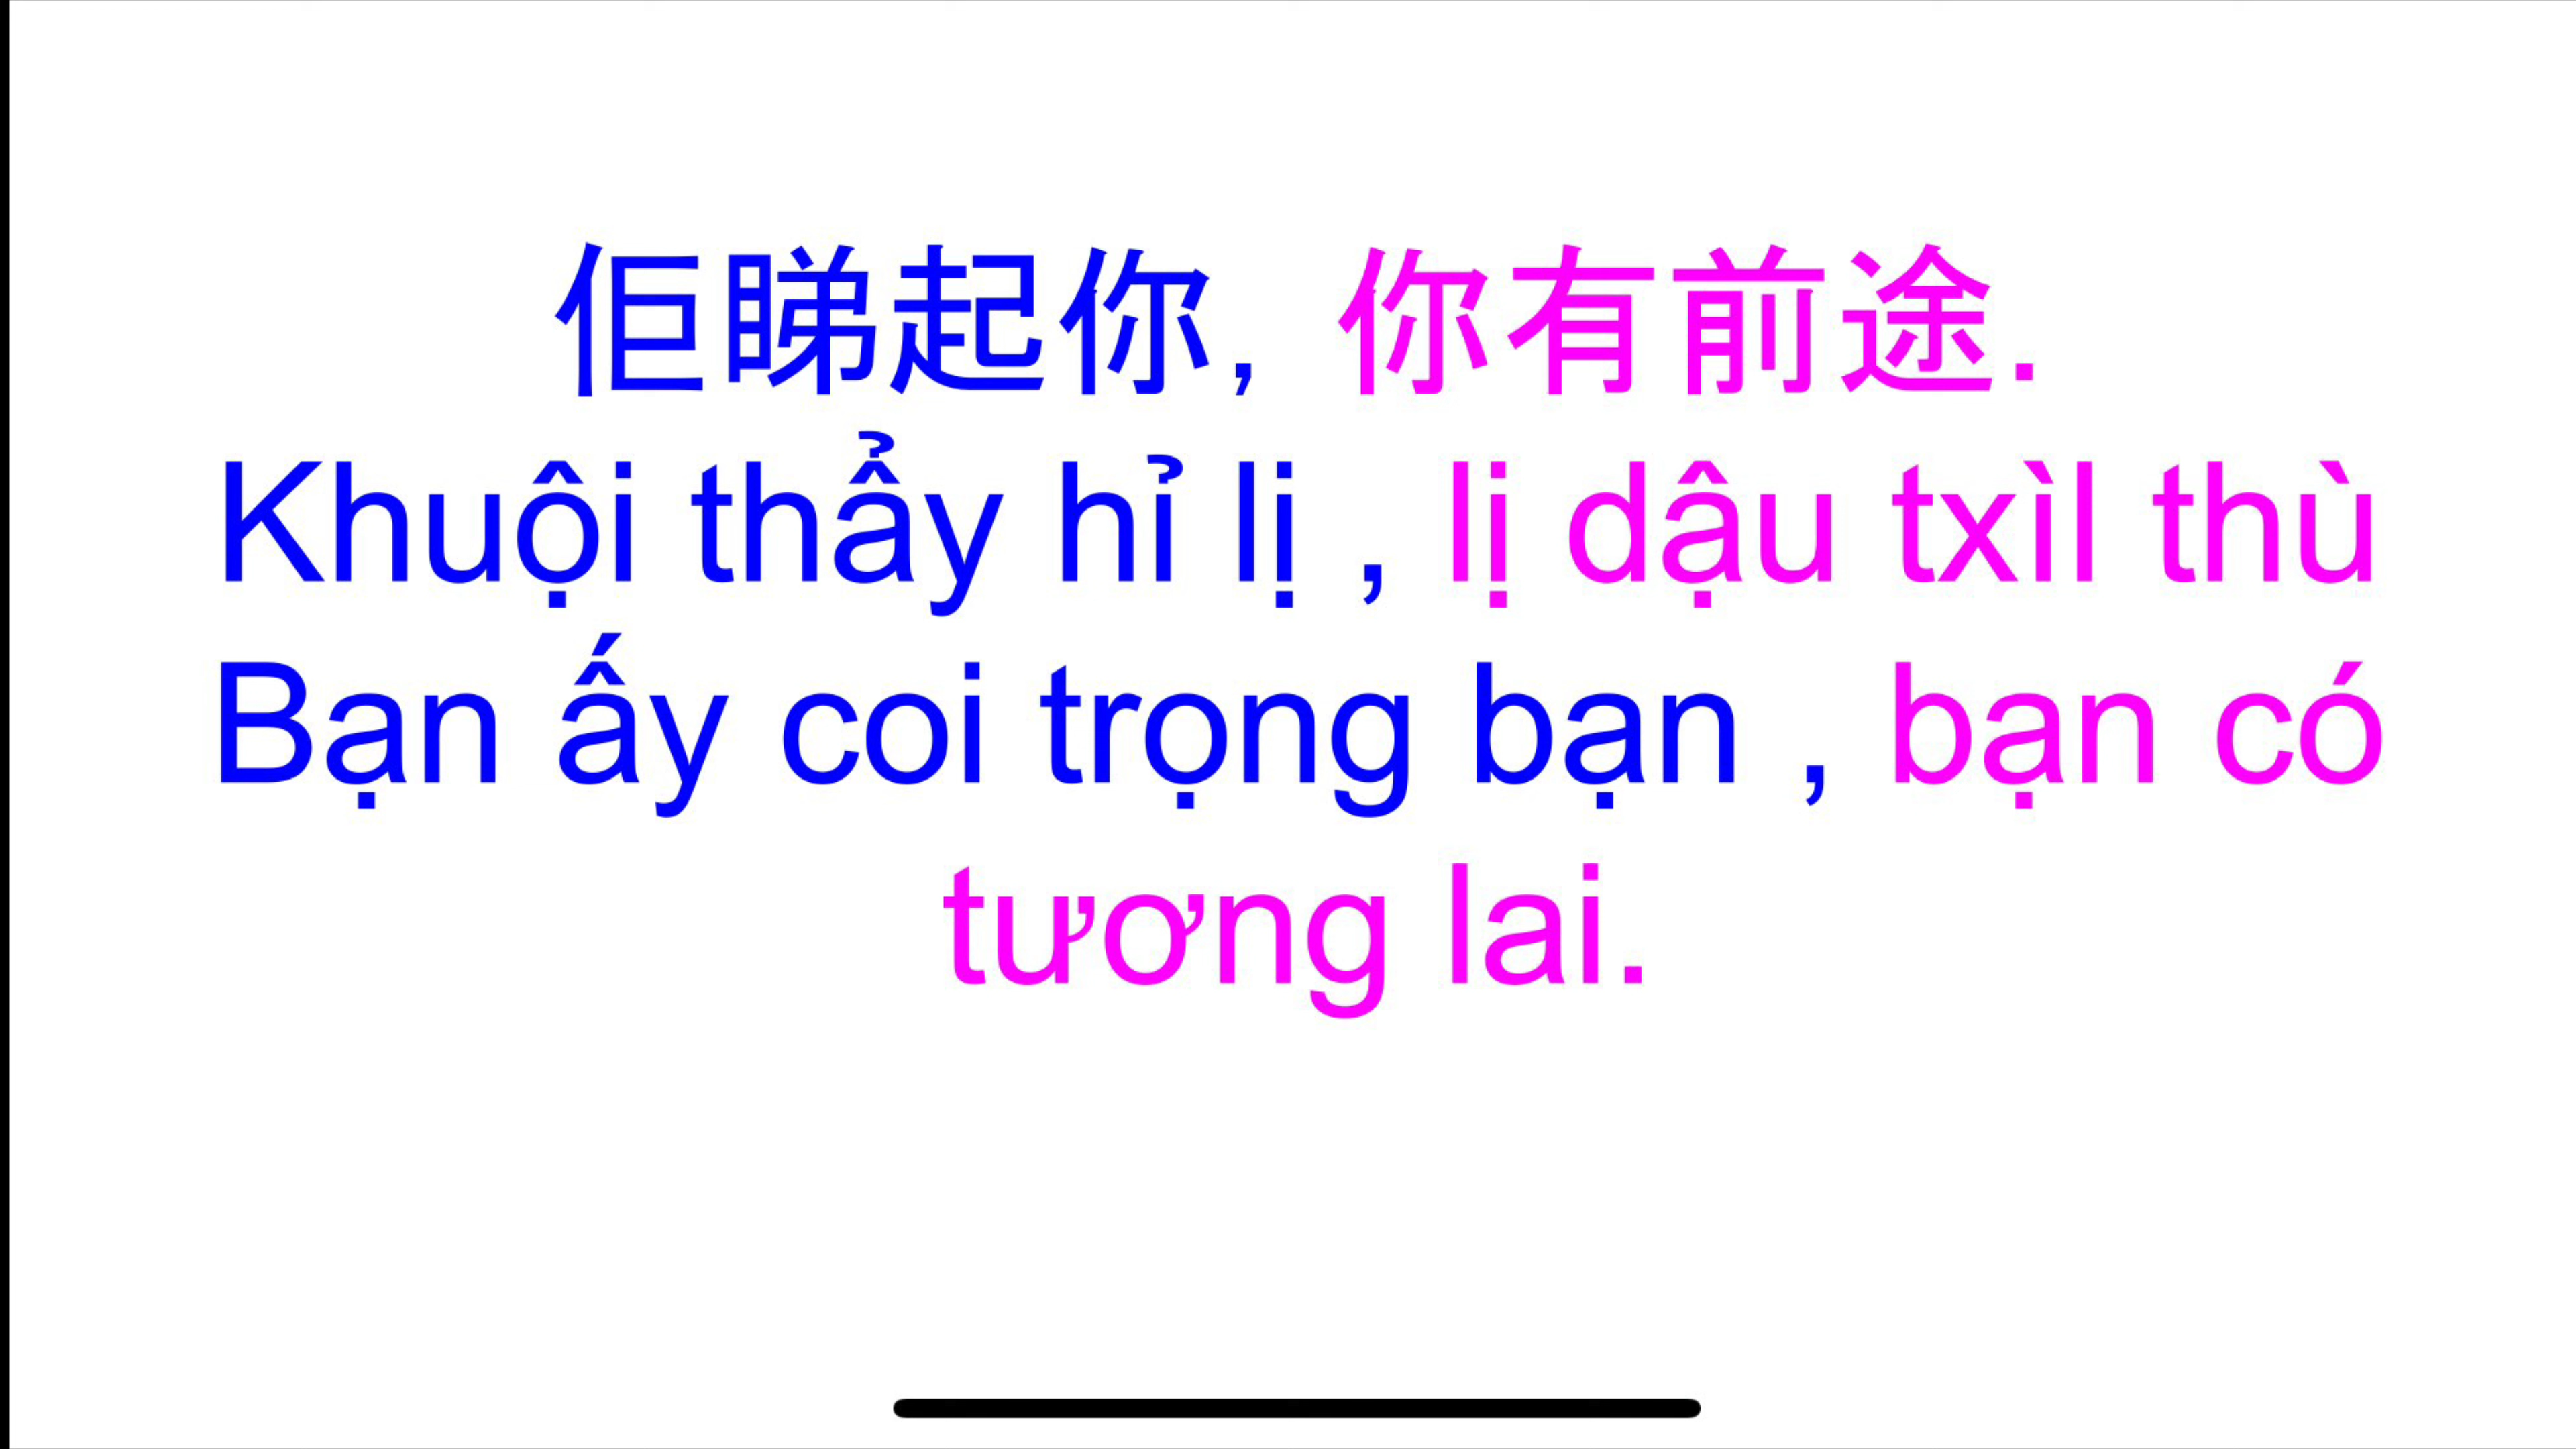 佢睇起你, 你有前途.
Khuội thẩy hỉ lị , lị dậu txìl thù
Bạn ấy coi trọng bạn , bạn có
tương lai.